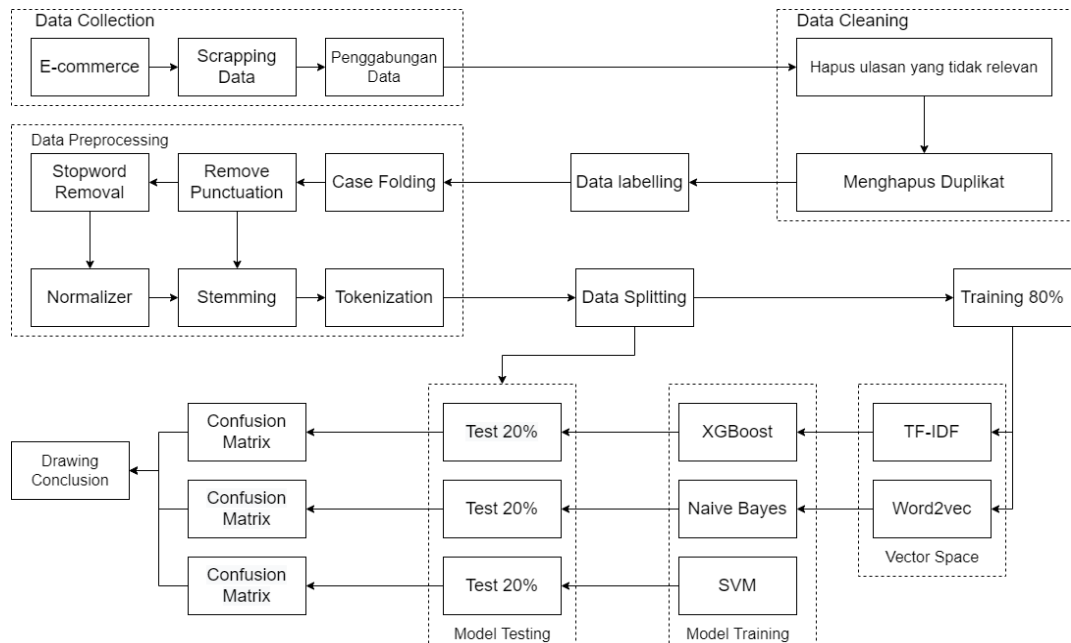 Data Collection
E-commerce
Scrapping
Data
Penggabungan
Data
Data Cleaning
Hapus ulasan yang tidak relevan
Menghapus Duplikat
Data labelling
Data Preprocessing
Case Folding
Remove
Punctuation
Stopword
Removal
Normalizer
Stemming
Tokenization
Data Splitting
Training 80%
TF-IDF
Word2vec
Vector Space
XGBoost
Naive Bayes
SVM
Model Training
Test 20%
Test 20%
Test 20%
Model Testing
Confusion
Matrix
Confusion
Matrix
Confusion
Matrix
Drawing
Conclusion